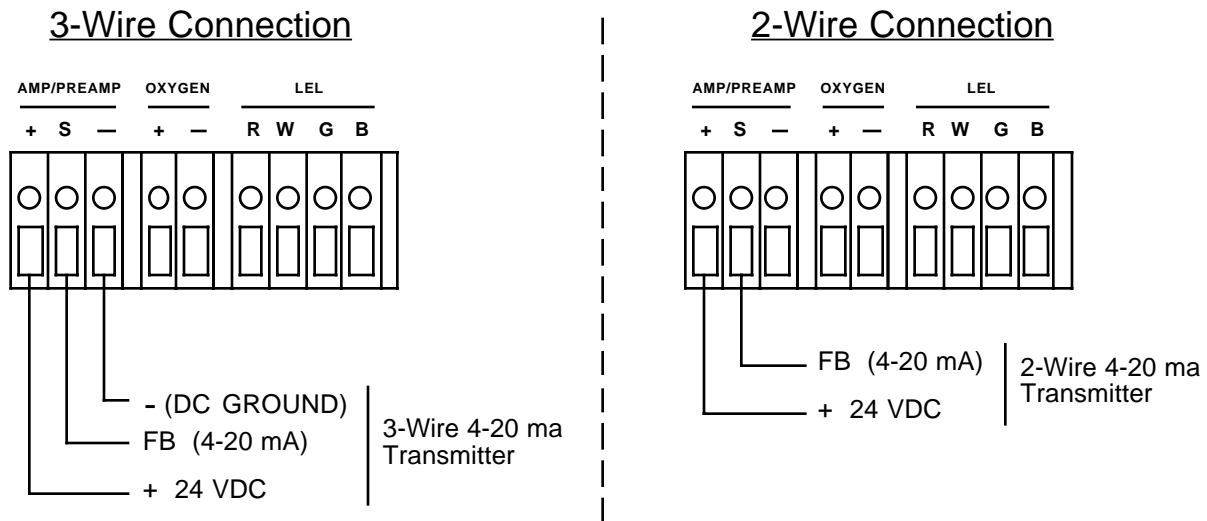 3-Wire Connection
AMP/PREAMP OXYGEN LEL
+ S — + — R W G B
- (DC GROUND)
FB (4-20 mA)
+ 24 VDC
3-Wire 4-20 ma
Transmitter
2-Wire Connection
AMP/PREAMP OXYGEN LEL
+ S — + — R W G B
FB (4-20 mA)
+ 24 VDC
2-Wire 4-20 ma
Transmitter